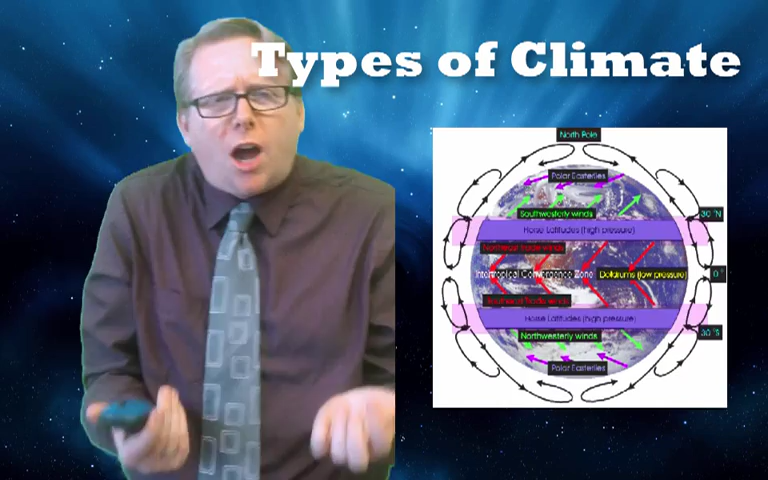 Types of Climate
North Pole
Polar Easterlies
Southwesterly winds
30 °N
Horse Latitudes (high pressure)
Northeast Trade winds
Intertropical Convergence Zone
Doldrums (low pressure)
0 °
Southeast Trade winds
Horse Latitudes (high pressure)
30 °S
Northwesterly winds
Polar Easterlies